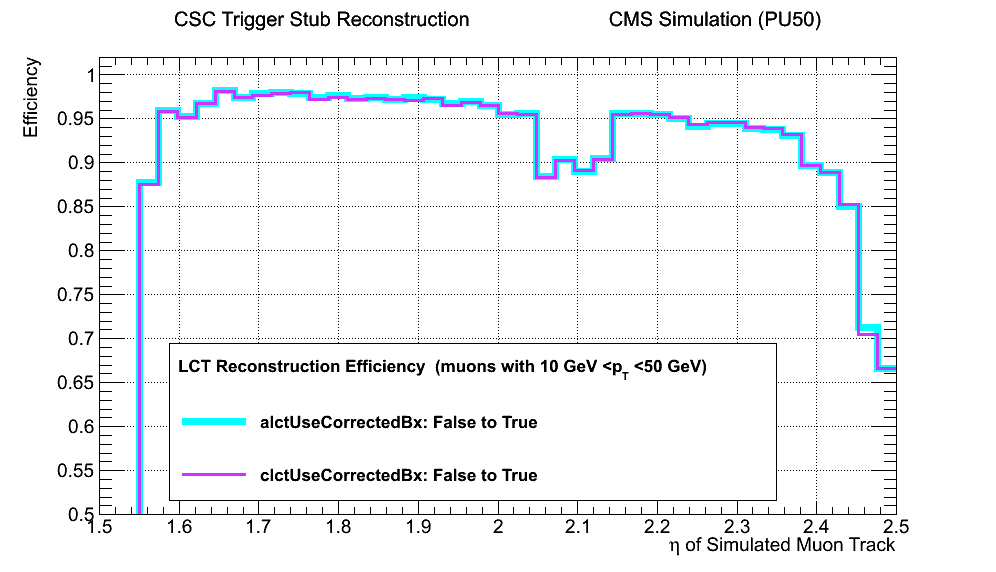 CSC Trigger Stub Reconstruction CMS Simulation (PU50)
Efficiency
1
0.95
0.9
0.85
0.8
0.75
0.7
0.65
0.6
0.55
0.5
LCT Reconstruction Efficiency (muons with 10 GeV <pT <50 GeV)
alctUseCorrectedBx: False to True
clctUseCorrectedBx: False to True
1.5 1.6 1.7 1.8 1.9 2 2.1 2.2 2.3 2.4 2.5
η of Simulated Muon Track